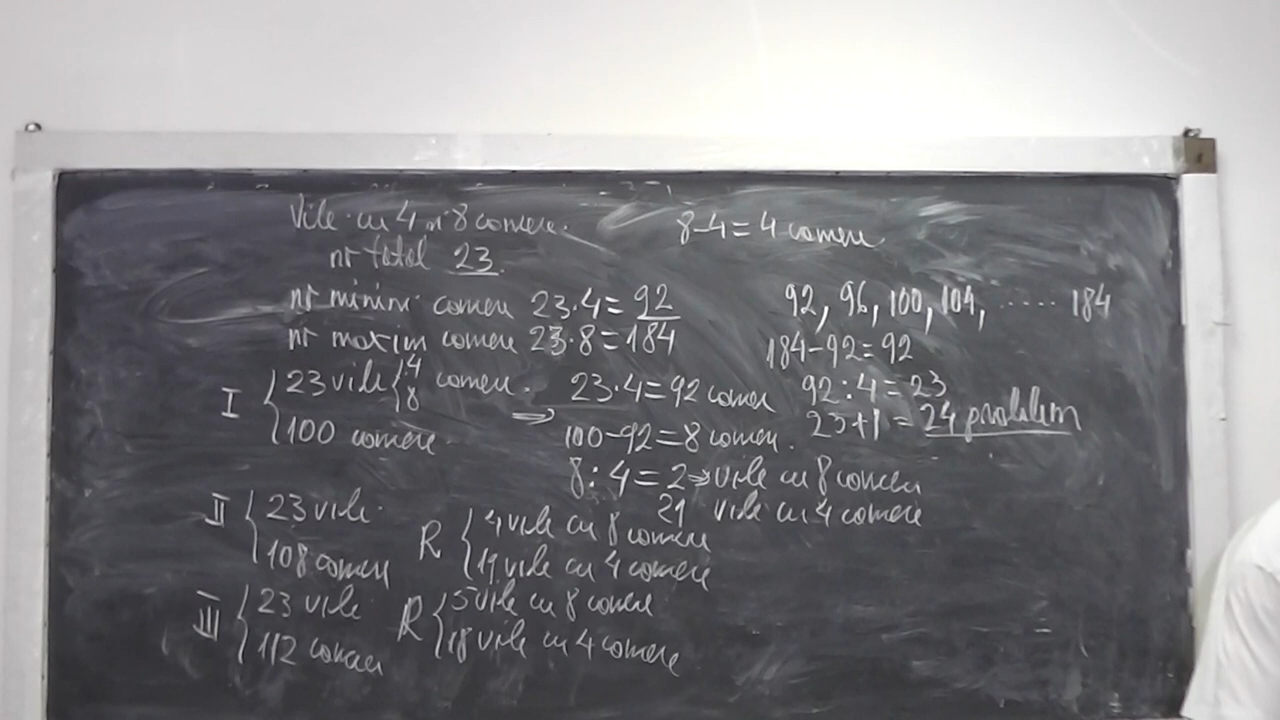 Vile cu 4 și 8 camere.
nr total 23.
nr minim camere 23·4=92
nr maxim camere 23·8=184
8-4=4 camere
92, 96, 100, 104, ..... 184
184-92=92
92:4=23
23+1=24 problem
I { 23 vile { 4 8 camere.
100 camere
=> 23·4=92 camere
100-92=8 camere.
8:4=2 => vile cu 8 camere
21 vile cu 4 camere
II { 23 vile
108 camere
R { 4 vile cu 8 camere
19 vile cu 4 camere
III { 23 vile
112 camere
R { 5 vile cu 8 camere
18 vile cu 4 camere